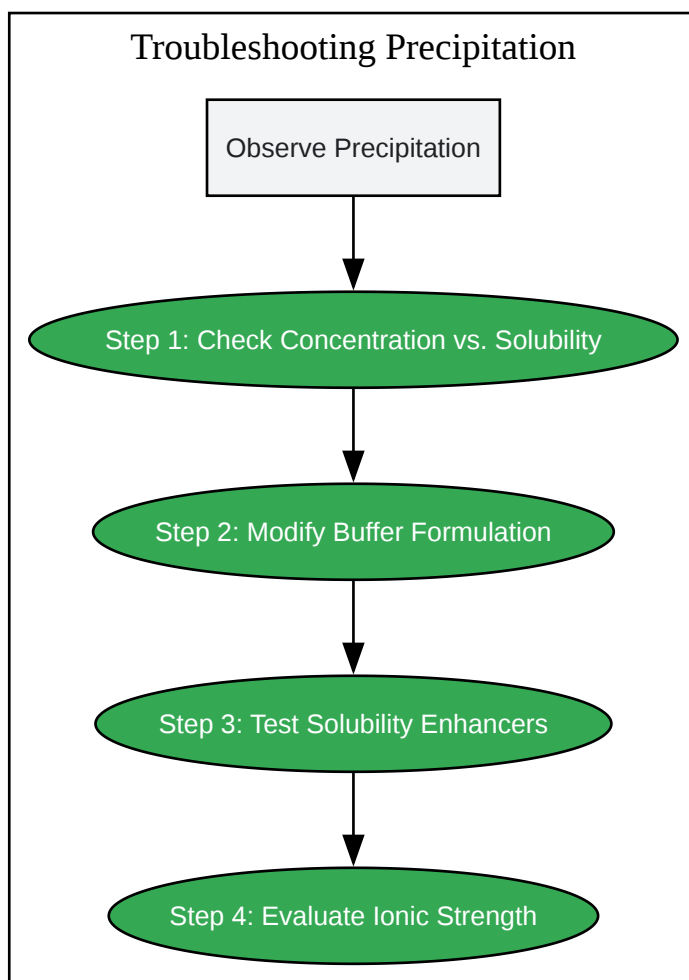 Troubleshooting Precipitation
Observe Precipitation
Step 1: Check Concentration vs. Solubility
Step 2: Modify Buffer Formulation
Step 3: Test Solubility Enhancers
Step 4: Evaluate Ionic Strength